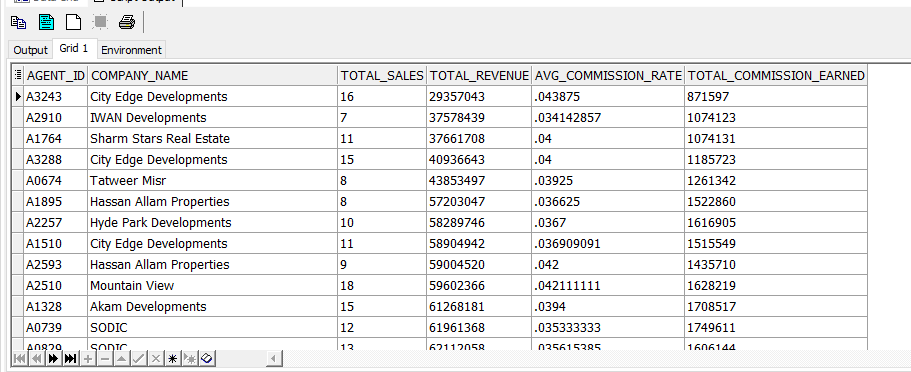 Output Grid 1 Environment
AGENT_ID COMPANY_NAME TOTAL_SALES TOTAL_REVENUE AVG_COMMISSION_RATE TOTAL_COMMISSION_EARNED
A3243 City Edge Developments 16 29357043 .043875 871597
A2910 IWAN Developments 7 37578439 .034142857 1074123
A1764 Sharm Stars Real Estate 11 37661708 .04 1074131
A3288 City Edge Developments 15 40936643 .04 1185723
A0674 Tatweer Misr 8 43853497 .03925 1261342
A1895 Hassan Allam Properties 8 57203047 .036625 1522860
A2257 Hyde Park Developments 10 58289746 .0367 1616905
A1510 City Edge Developments 11 58904942 .036909091 1515549
A2593 Hassan Allam Properties 9 59004520 .042 1435710
A2510 Mountain View 18 59602366 .042111111 1628219
A1328 Akam Developments 15 61268181 .0394 1708517
A0739 SODIC 12 61961368 .035333333 1749611
A0829 SODIC 13 62112058 .035615385 1606144